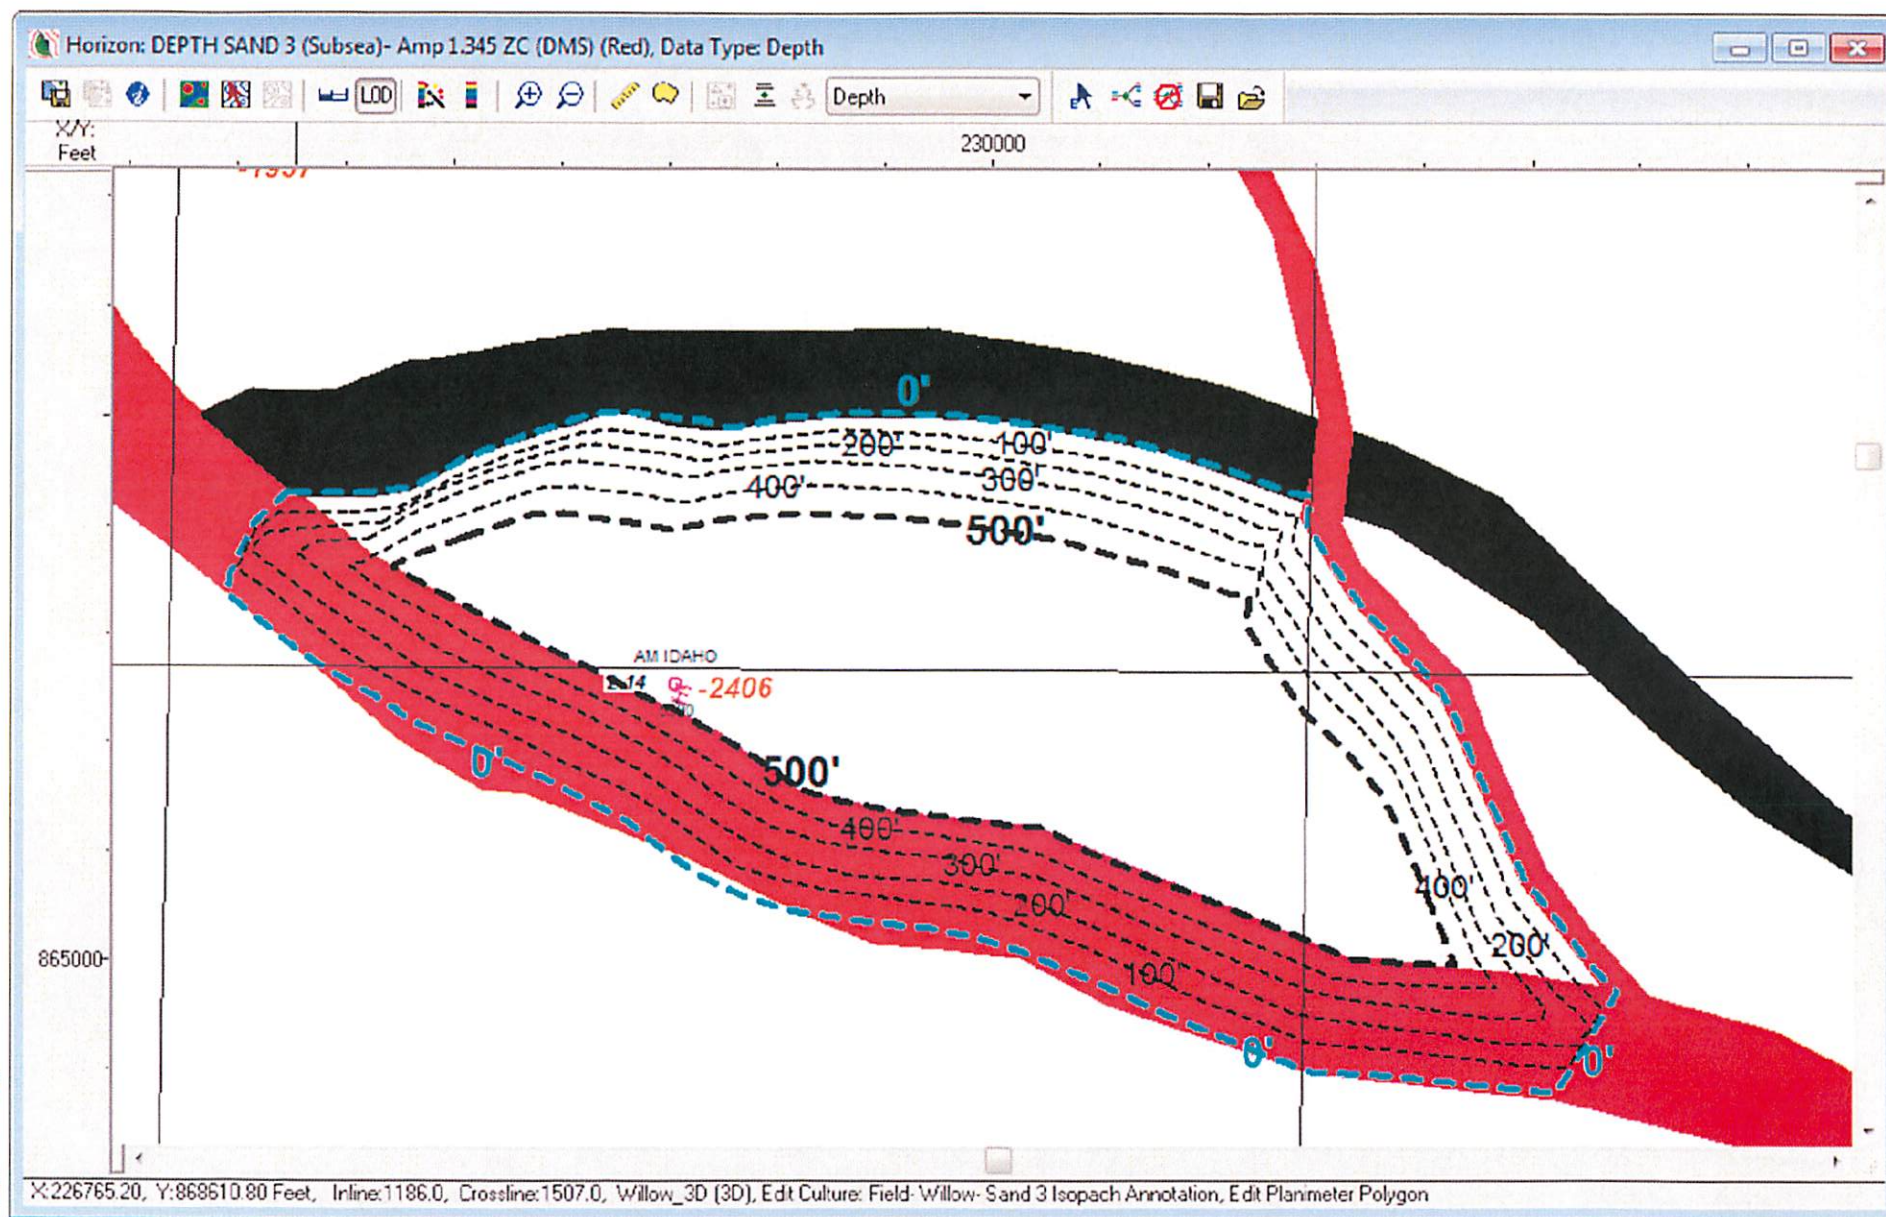 Horizon: DEPTH SAND 3 (Subsea)- Amp 1.345 ZC (DMS) (Red), Data Type: Depth
LOD
Depth
X/Y:
Feet
230000
0'
200'
100'
300'
400'
500'
AM IDAHO
-2406
0'
500'
400'
300'
400'
200'
200'
865000
100'
0'
0'
X:226765.20, Y:868610.80 Feet, Inline:1186.0, Crossline:1507.0, Willow_3D (3D), Edit Culture: Field- Willow- Sand 3 Isopach Annotation, Edit Planimeter Polygon